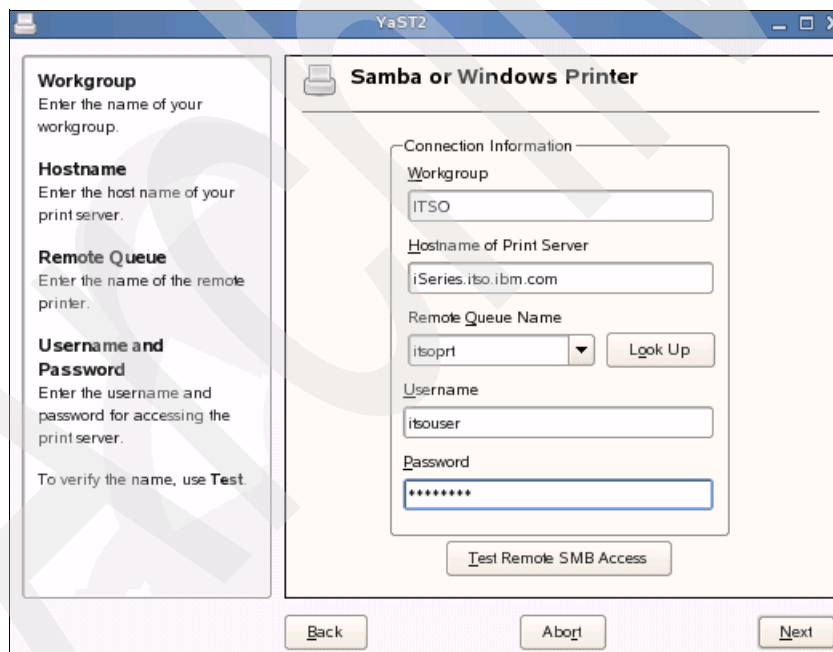 YaST2
Workgroup
Enter the name of your
workgroup.
Hostname
Enter the host name of your
print server.
Remote Queue
Enter the name of the remote
printer.
Username and
Password
Enter the username and
password for accessing the
print server.
To verify the name, use Test.
Samba or Windows Printer
Connection Information
Workgroup
ITSO
Hostname of Print Server
iSeries.itso.ibm.com
Remote Queue Name
itsoprt
Look Up
Username
itsouser
Password
********
Test Remote SMB Access
Back
Abort
Next